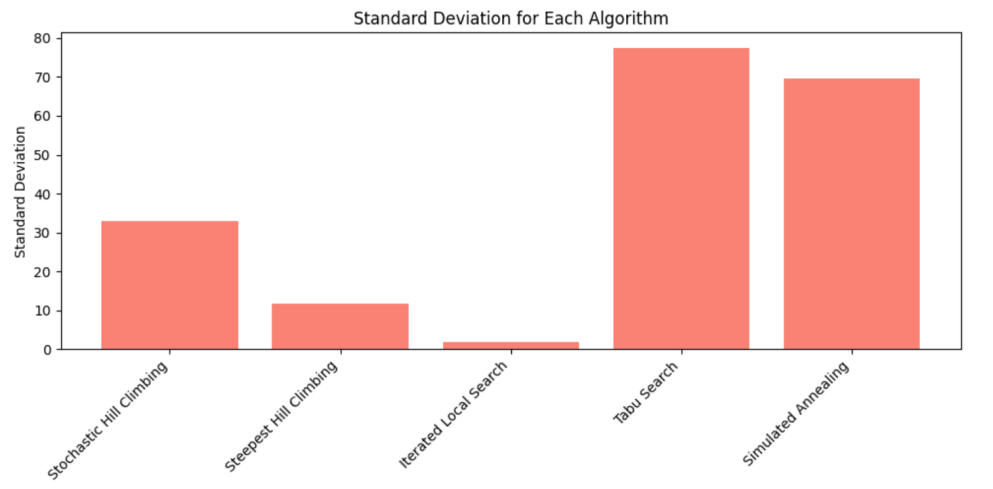 Standard Deviation for Each Algorithm
Standard Deviation
80
70
60
50
40
30
20
10
0
Stochastic Hill Climbing
Steepest Hill Climbing
Iterated Local Search
Tabu Search
Simulated Annealing